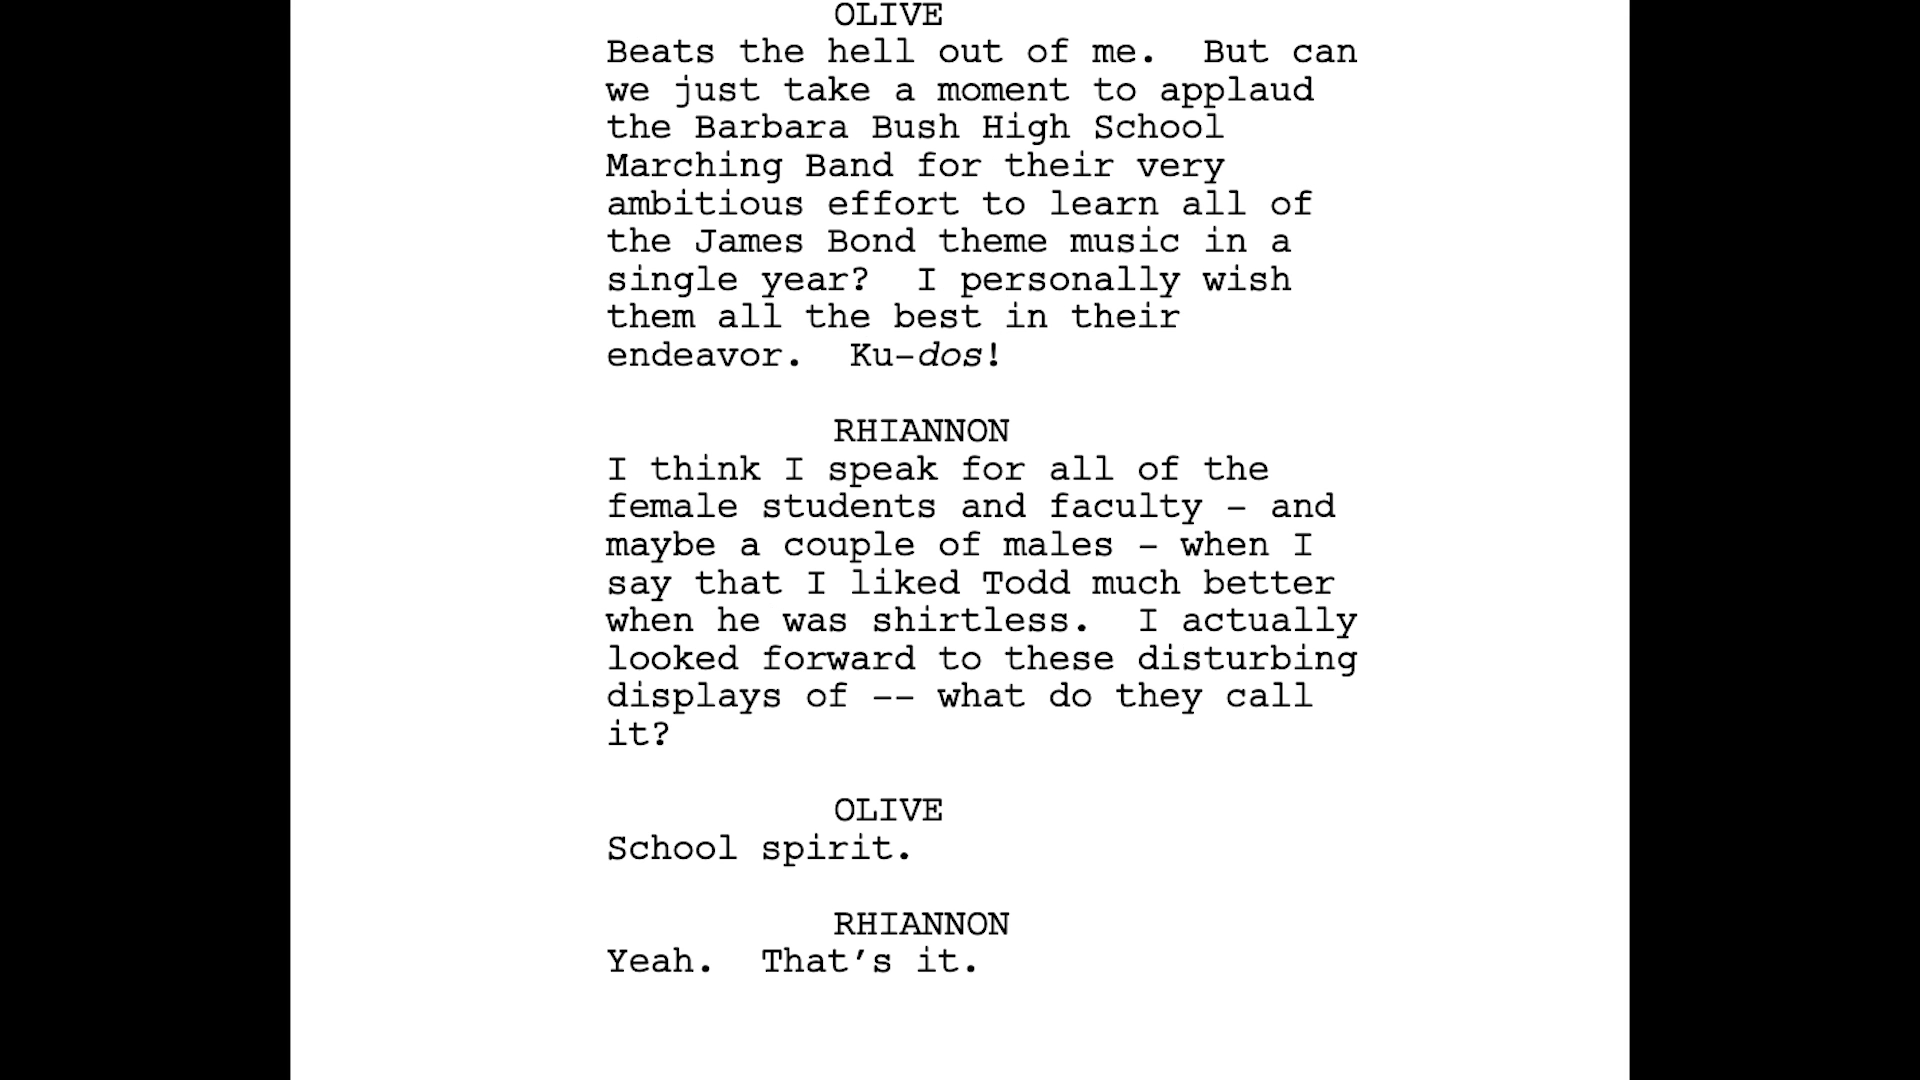 OLIVE
Beats the hell out of me.  But can
we just take a moment to applaud
the Barbara Bush High School
Marching Band for their very
ambitious effort to learn all of
the James Bond theme music in a
single year?  I personally wish
them all the best in their
endeavor.  Ku-dos!
RHIANNON
I think I speak for all of the
female students and faculty – and
maybe a couple of males – when I
say that I liked Todd much better
when he was shirtless.  I actually
looked forward to these disturbing
displays of -- what do they call
it?
OLIVE
School spirit.
RHIANNON
Yeah.  That’s it.